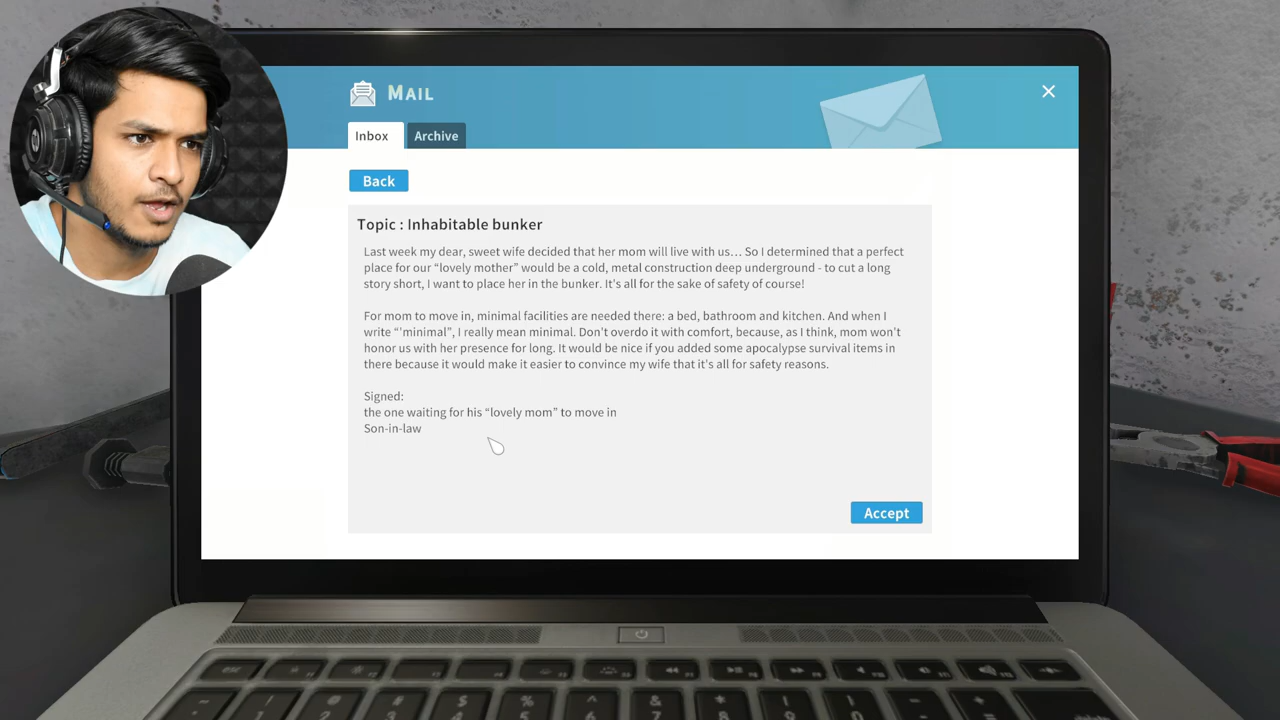 MAIL
Inbox
Archive
Back
Topic : Inhabitable bunker
Last week my dear, sweet wife decided that her mom will live with us... So I determined that a perfect
place for our “lovely mother” would be a cold, metal construction deep underground - to cut a long
story short, I want to place her in the bunker. It's all for the sake of safety of course!
For mom to move in, minimal facilities are needed there: a bed, bathroom and kitchen. And when I
write “'minimal”, I really mean minimal. Don't overdo it with comfort, because, as I think, mom won't
honor us with her presence for long. It would be nice if you added some apocalypse survival items in
there because it would make it easier to convince my wife that it's all for safety reasons.
Signed:
the one waiting for his “lovely mom” to move in
Son-in-law
Accept